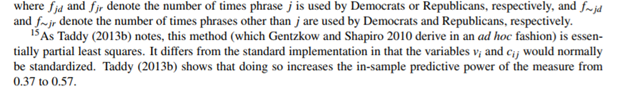 where f_jd and f_jr denote the number of times phrase j is used by Democrats or Republicans, respectively, and f_~jd
and f_~jr denote the number of times phrases other than j are used by Democrats and Republicans, respectively.
15As Taddy (2013b) notes, this method (which Gentzkow and Shapiro 2010 derive in an ad hoc fashion) is essen-
tially partial least squares. It differs from the standard implementation in that the variables v_i and c_ij would normally
be standardized. Taddy (2013b) shows that doing so increases the in-sample predictive power of the measure from
0.37 to 0.57.